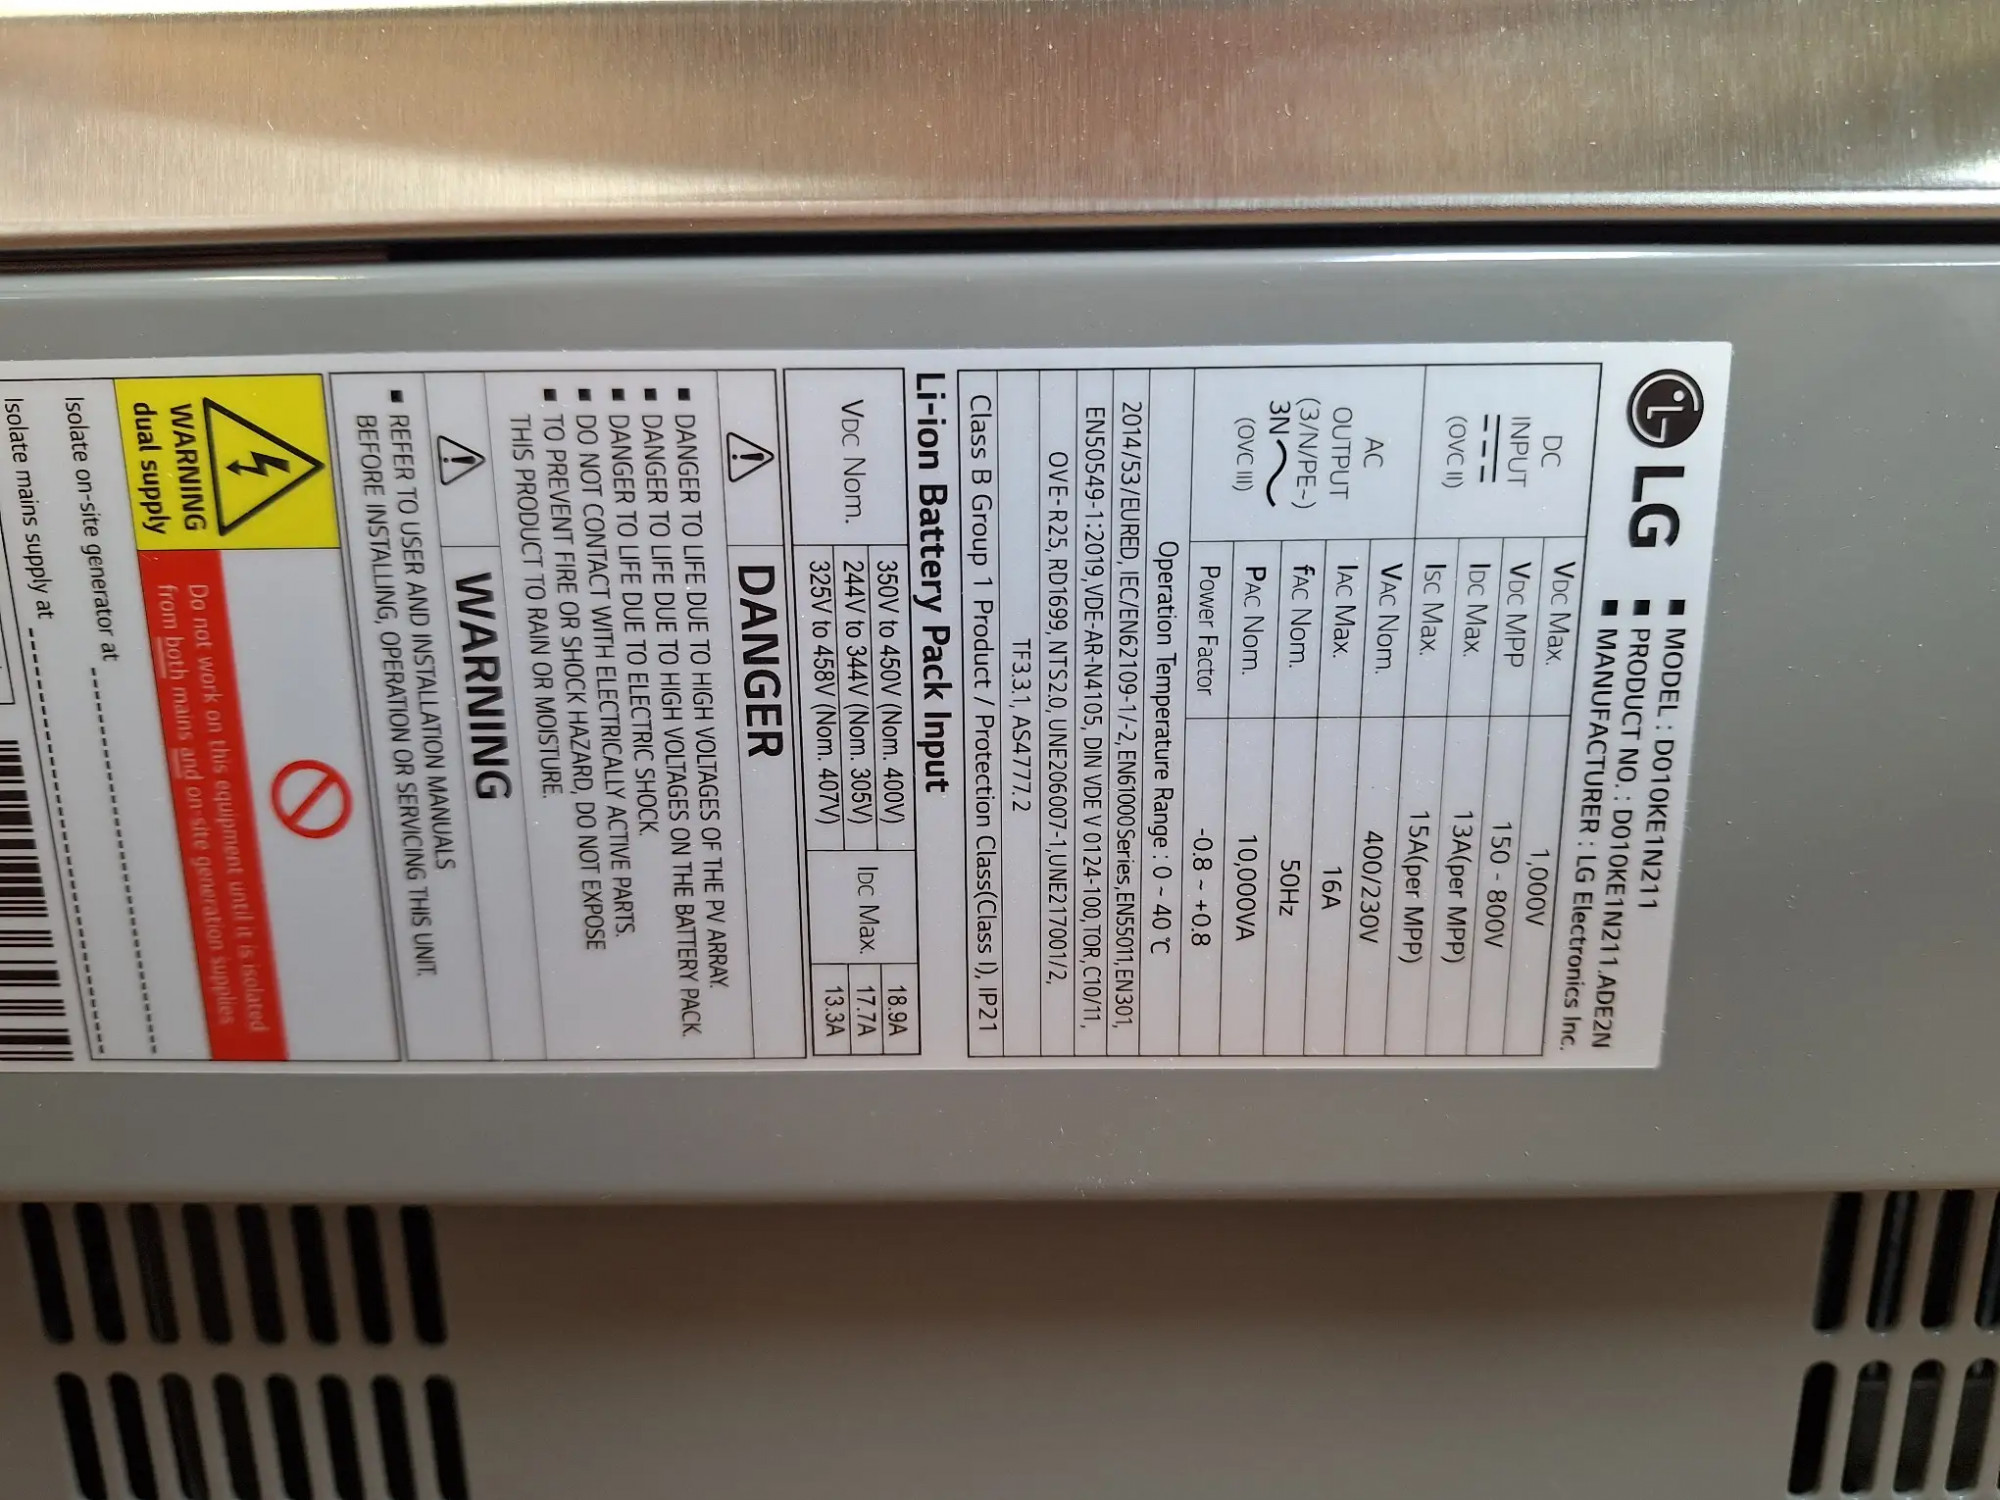 LG
■ MODEL : D010KE1N211
■ PRODUCT NO. : D010KE1N211.ADE2N
■ MANUFACTURER : LG Electronics Inc.
DC
INPUT
(OVC II)
VDC Max. 1,000V
VDC MPP 150 - 800V
IDC Max. 13A(per MPP)
ISC Max. 15A(per MPP)
AC
OUTPUT
(3/N/PE~)
3N
(OVC III)
VAC Nom. 400/230V
IAC Max. 16A
fAC Nom. 50Hz
PAC Nom. 10,000VA
Power Factor -0.8 ~ +0.8
Operation Temperature Range : 0 ~ 40 ℃
2014/53/EURED, IEC/EN62109-1/-2, EN61000Series,EN55011,EN301,
EN50549-1:2019,VDE-AR-N4105, DIN VDE V 0124-100,TOR,C10/11,
OVE-R25, RD1699, NTS2.0, UNE206007-1,UNE217001/2,
TF3.3.1, AS4777.2
Class B Group 1 Product / Protection Class(Class I), IP21
Li-ion Battery Pack Input
VDC Nom.
350V to 450V (Nom. 400V)
244V to 344V (Nom. 305V)
325V to 458V (Nom. 407V)
IDC Max.
18.9A
17.7A
13.3A
DANGER
■ DANGER TO LIFE DUE TO HIGH VOLTAGES OF THE PV ARRAY.
■ DANGER TO LIFE DUE TO HIGH VOLTAGES ON THE BATTERY PACK.
■ DANGER TO LIFE DUE TO ELECTRIC SHOCK.
■ DO NOT CONTACT WITH ELECTRICALLY ACTIVE PARTS.
■ TO PREVENT FIRE OR SHOCK HAZARD, DO NOT EXPOSE
THIS PRODUCT TO RAIN OR MOISTURE.
WARNING
■ REFER TO USER AND INSTALLATION MANUALS
BEFORE INSTALLING, OPERATION OR SERVICING THIS UNIT.
WARNING
dual supply
Do not work on this equipment until it is isolated
from both mains and on-site generation supplies
Isolate on-site generator at
Isolate mains supply at